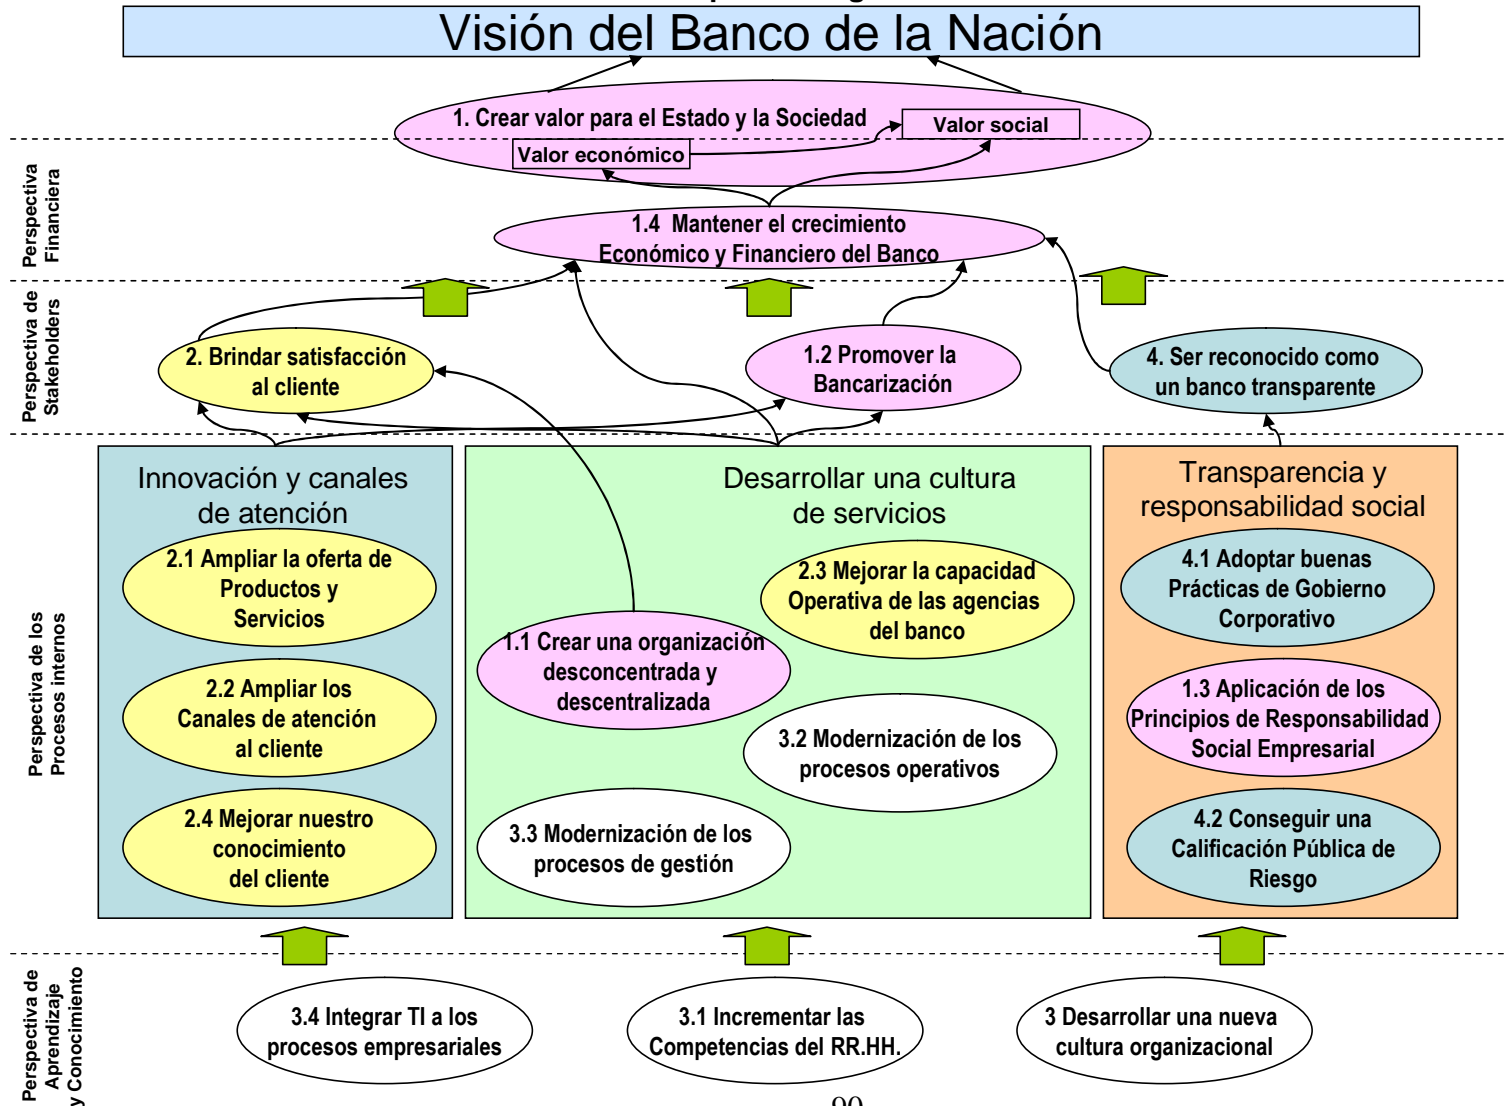 Visión del Banco de la Nación
1. Crear valor para el Estado y la Sociedad
Valor social
Valor económico
Perspectiva
Financiera
1.4 Mantener el crecimiento
Económico y Financiero del Banco
Perspectiva de
Stakeholders
2. Brindar satisfacción
al cliente
1.2 Promover la
Bancarización
4. Ser reconocido como
un banco transparente
Perspectiva de los
Procesos internos
Innovación y canales
de atención
2.1 Ampliar la oferta de
Productos y
Servicios
2.2 Ampliar los
Canales de atención
al cliente
2.4 Mejorar nuestro
conocimiento
del cliente
Desarrollar una cultura
de servicios
2.3 Mejorar la capacidad
Operativa de las agencias
del banco
1.1 Crear una organización
desconcentrada y
descentralizada
3.2 Modernización de los
procesos operativos
3.3 Modernización de los
procesos de gestión
Transparencia y
responsabilidad social
4.1 Adoptar buenas
Prácticas de Gobierno
Corporativo
1.3 Aplicación de los
Principios de Responsabilidad
Social Empresarial
4.2 Conseguir una
Calificación Pública de
Riesgo
Perspectiva de
Aprendizaje
y Conocimiento
3.4 Integrar TI a los
procesos empresariales
3.1 Incrementar las
Competencias del RR.HH.
3 Desarrollar una nueva
cultura organizacional
90